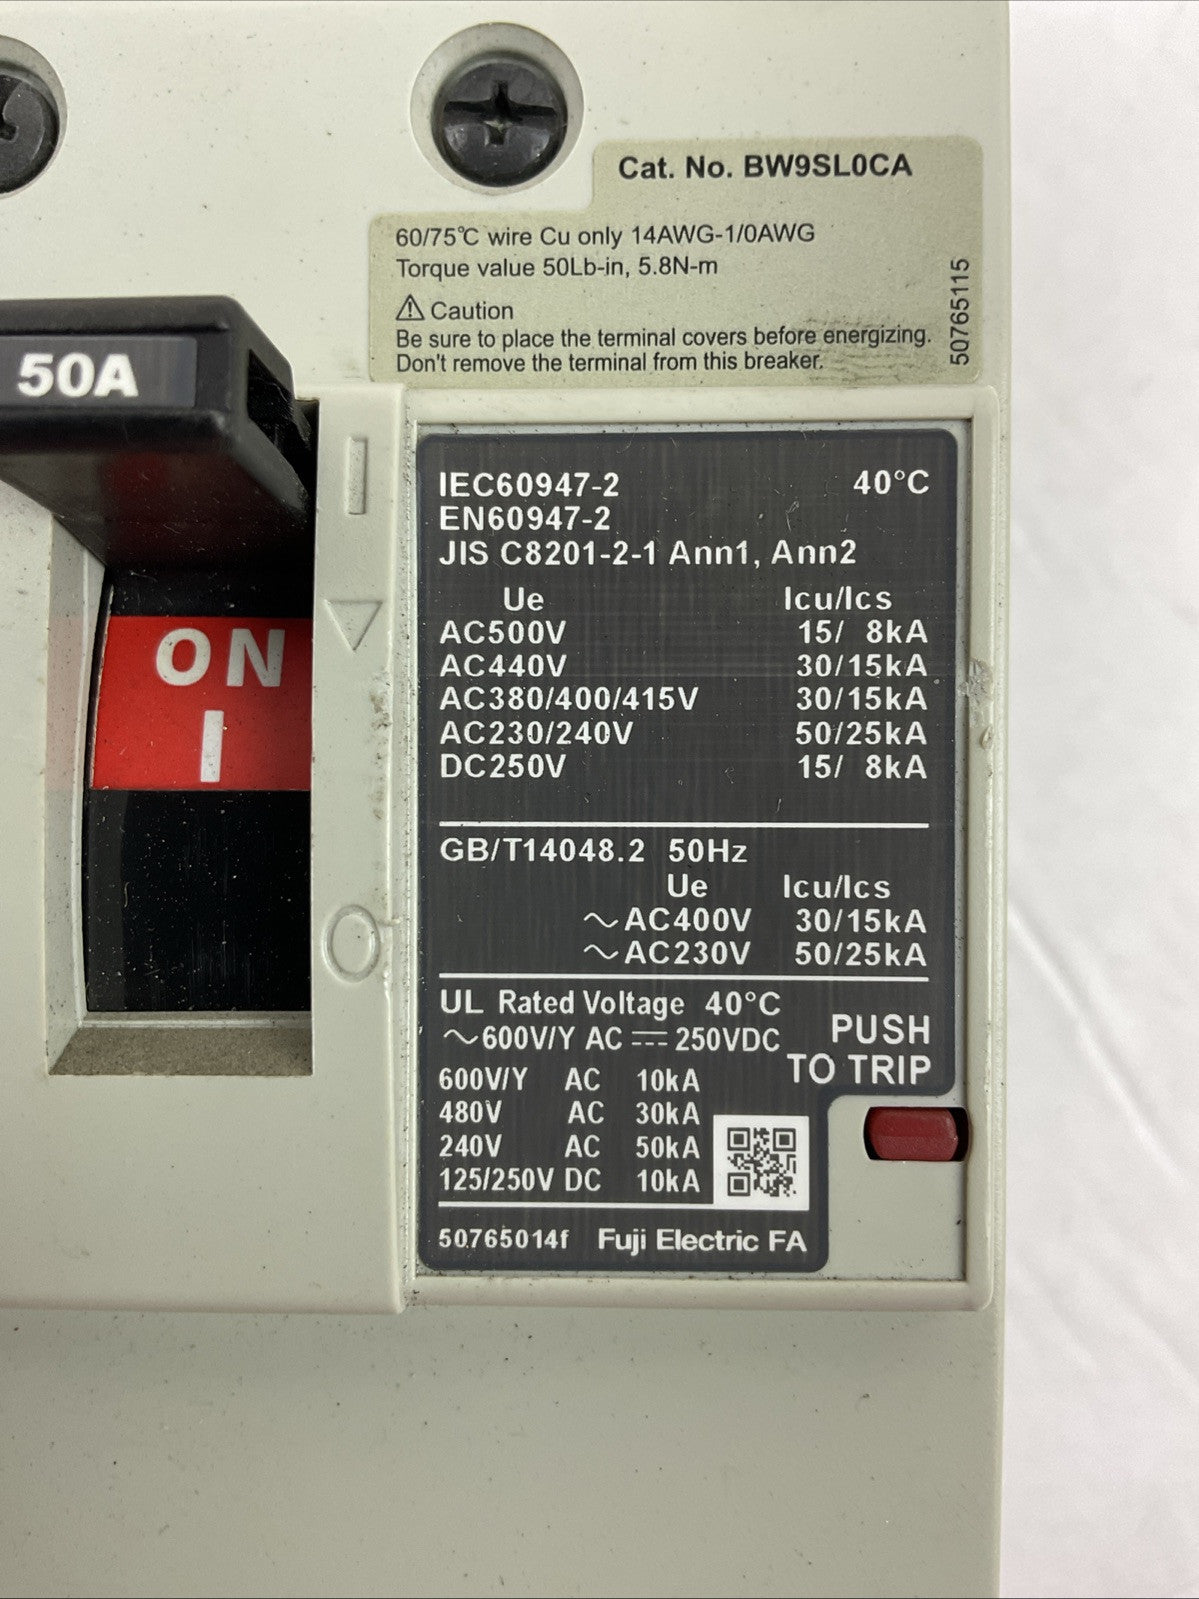 Cat. No. BW9SL0CA
60/75℃ wire Cu only 14AWG-1/0AWG
Torque value 50Lb-in, 5.8N-m
⚠ Caution
Be sure to place the terminal covers before energizing.
Don't remove the terminal from this breaker.
50765115
50A
ON
I
IEC60947-2 40°C
EN60947-2
JIS C8201-2-1 Ann1, Ann2
Ue Icu/Ics
AC500V 15/ 8kA
AC440V 30/15kA
AC380/400/415V 30/15kA
AC230/240V 50/25kA
DC250V 15/ 8kA
GB/T14048.2 50Hz
Ue Icu/Ics
~AC400V 30/15kA
~AC230V 50/25kA
UL Rated Voltage 40°C
~600V/Y AC ⎓ 250VDC
PUSH
TO TRIP
600V/Y AC 10kA
480V AC 30kA
240V AC 50kA
125/250V DC 10kA
50765014f Fuji Electric FA